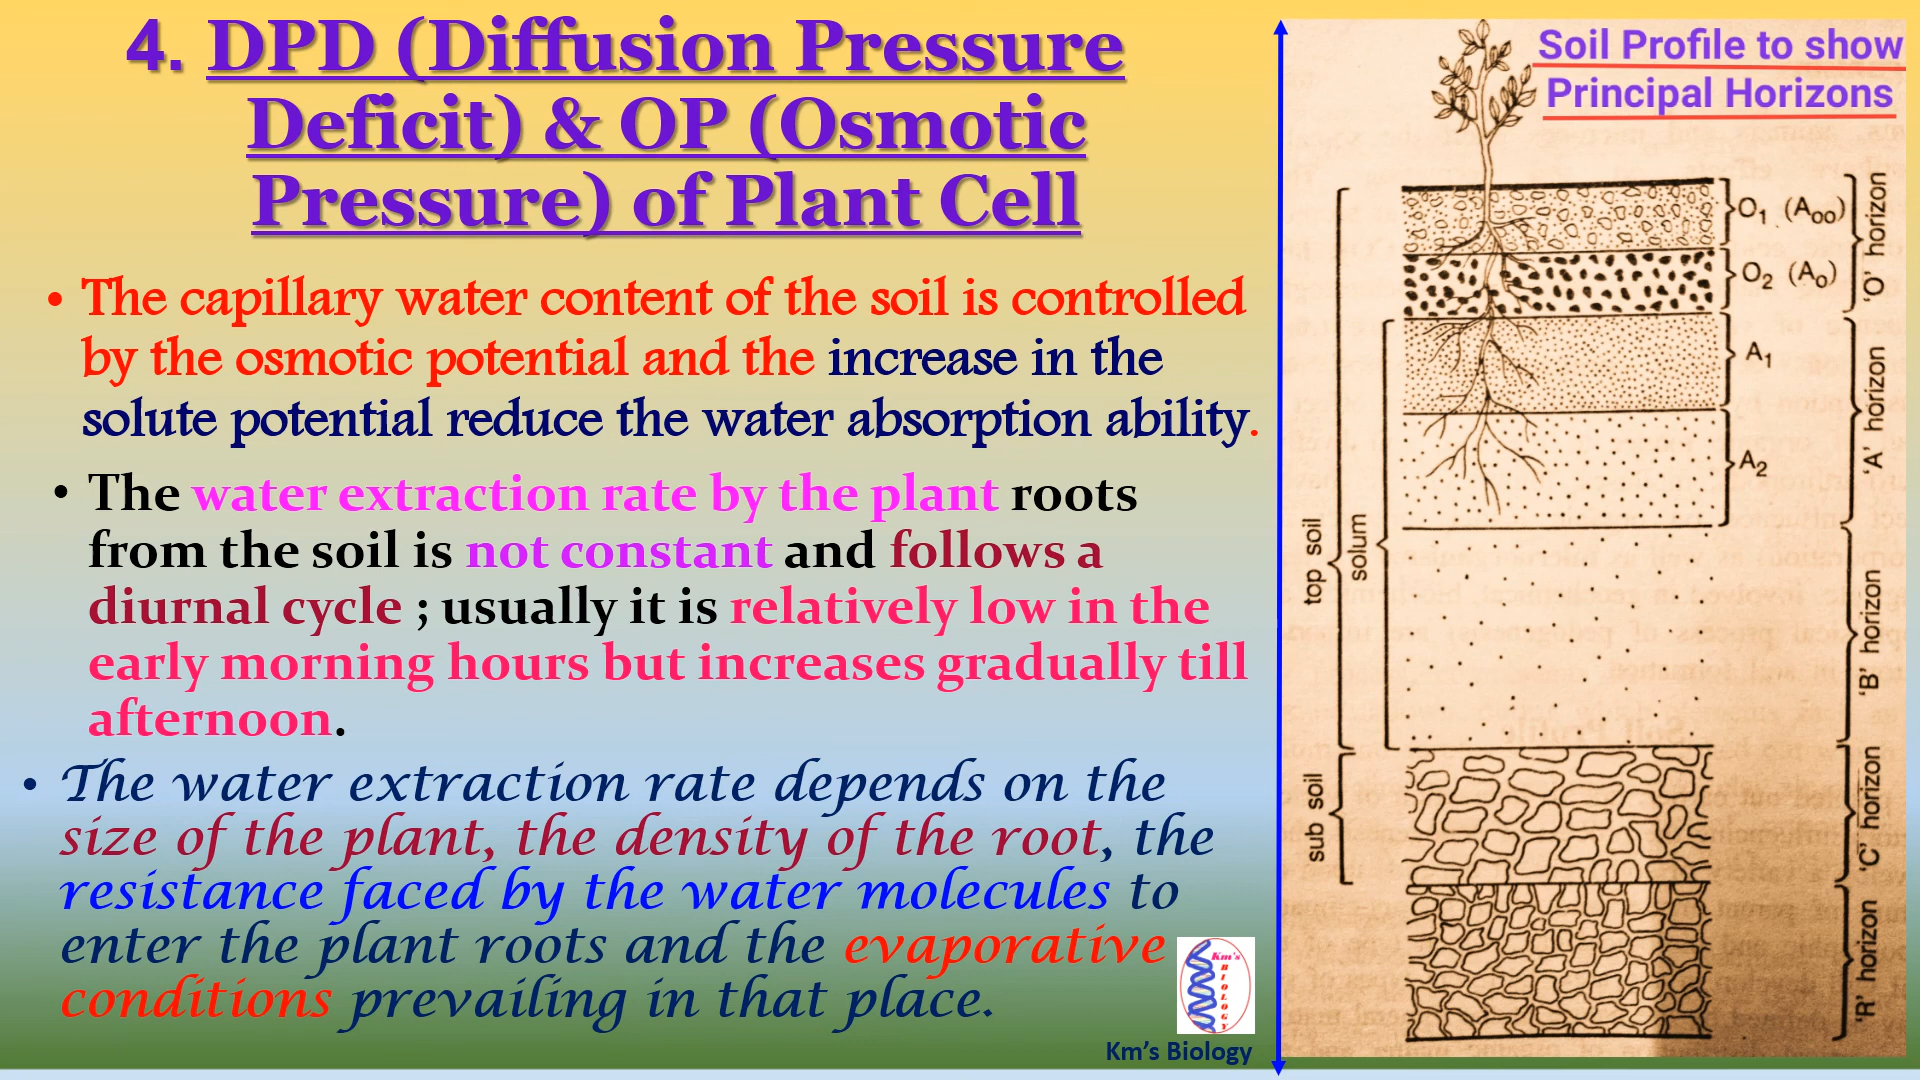 4. DPD (Diffusion Pressure
Deficit) & OP (Osmotic
Pressure) of Plant Cell
• The capillary water content of the soil is controlled
by the osmotic potential and the increase in the
solute potential reduce the water absorption ability.
• The water extraction rate by the plant roots
from the soil is not constant and follows a
diurnal cycle ; usually it is relatively low in the
early morning hours but increases gradually till
afternoon.
• The water extraction rate depends on the
size of the plant, the density of the root, the
resistance faced by the water molecules to
enter the plant roots and the evaporative
conditions prevailing in that place.
Km's
BIOLOGY
Km's Biology
Soil Profile to show
Principal Horizons
O1 (Aoo)
O2 (Ao)
'O' horizon
A1
A2
'A' horizon
top soil
solum
'B' horizon
sub soil
'C' horizon
'R' horizon